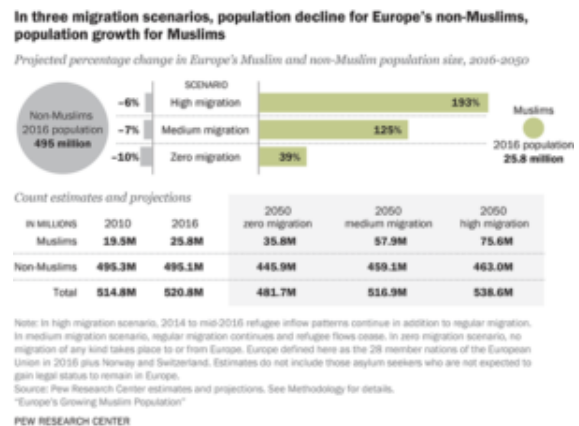 In three migration scenarios, population decline for Europe's non-Muslims,
population growth for Muslims
Projected percentage change in Europe's Muslim and non-Muslim population size, 2016-2050
SCENARIO
Non-Muslims
2016 population
495 million
–6% High migration 193%
–7% Medium migration 125%
–10% Zero migration 39%
Muslims
2016 population
25.8 million
Count estimates and projections
IN MILLIONS 2010 2016 2050 zero migration 2050 medium migration 2050 high migration
Muslims 19.5M 25.8M 35.8M 57.9M 75.6M
Non-Muslims 495.3M 495.1M 445.9M 459.1M 463.0M
Total 514.8M 520.8M 481.7M 516.9M 538.6M
Note: In high migration scenario, 2014 to mid-2016 refugee inflow patterns continue in addition to regular migration.
In medium migration scenario, regular migration continues and refugee flows cease. In zero migration scenario, no
migration of any kind takes place to or from Europe. Europe defined here as the 28 member nations of the European
Union in 2016 plus Norway and Switzerland. Estimates do not include those asylum seekers who are not expected to
gain legal status to remain in Europe.
Source: Pew Research Center estimates and projections. See Methodology for details.
"Europe's Growing Muslim Population"
PEW RESEARCH CENTER